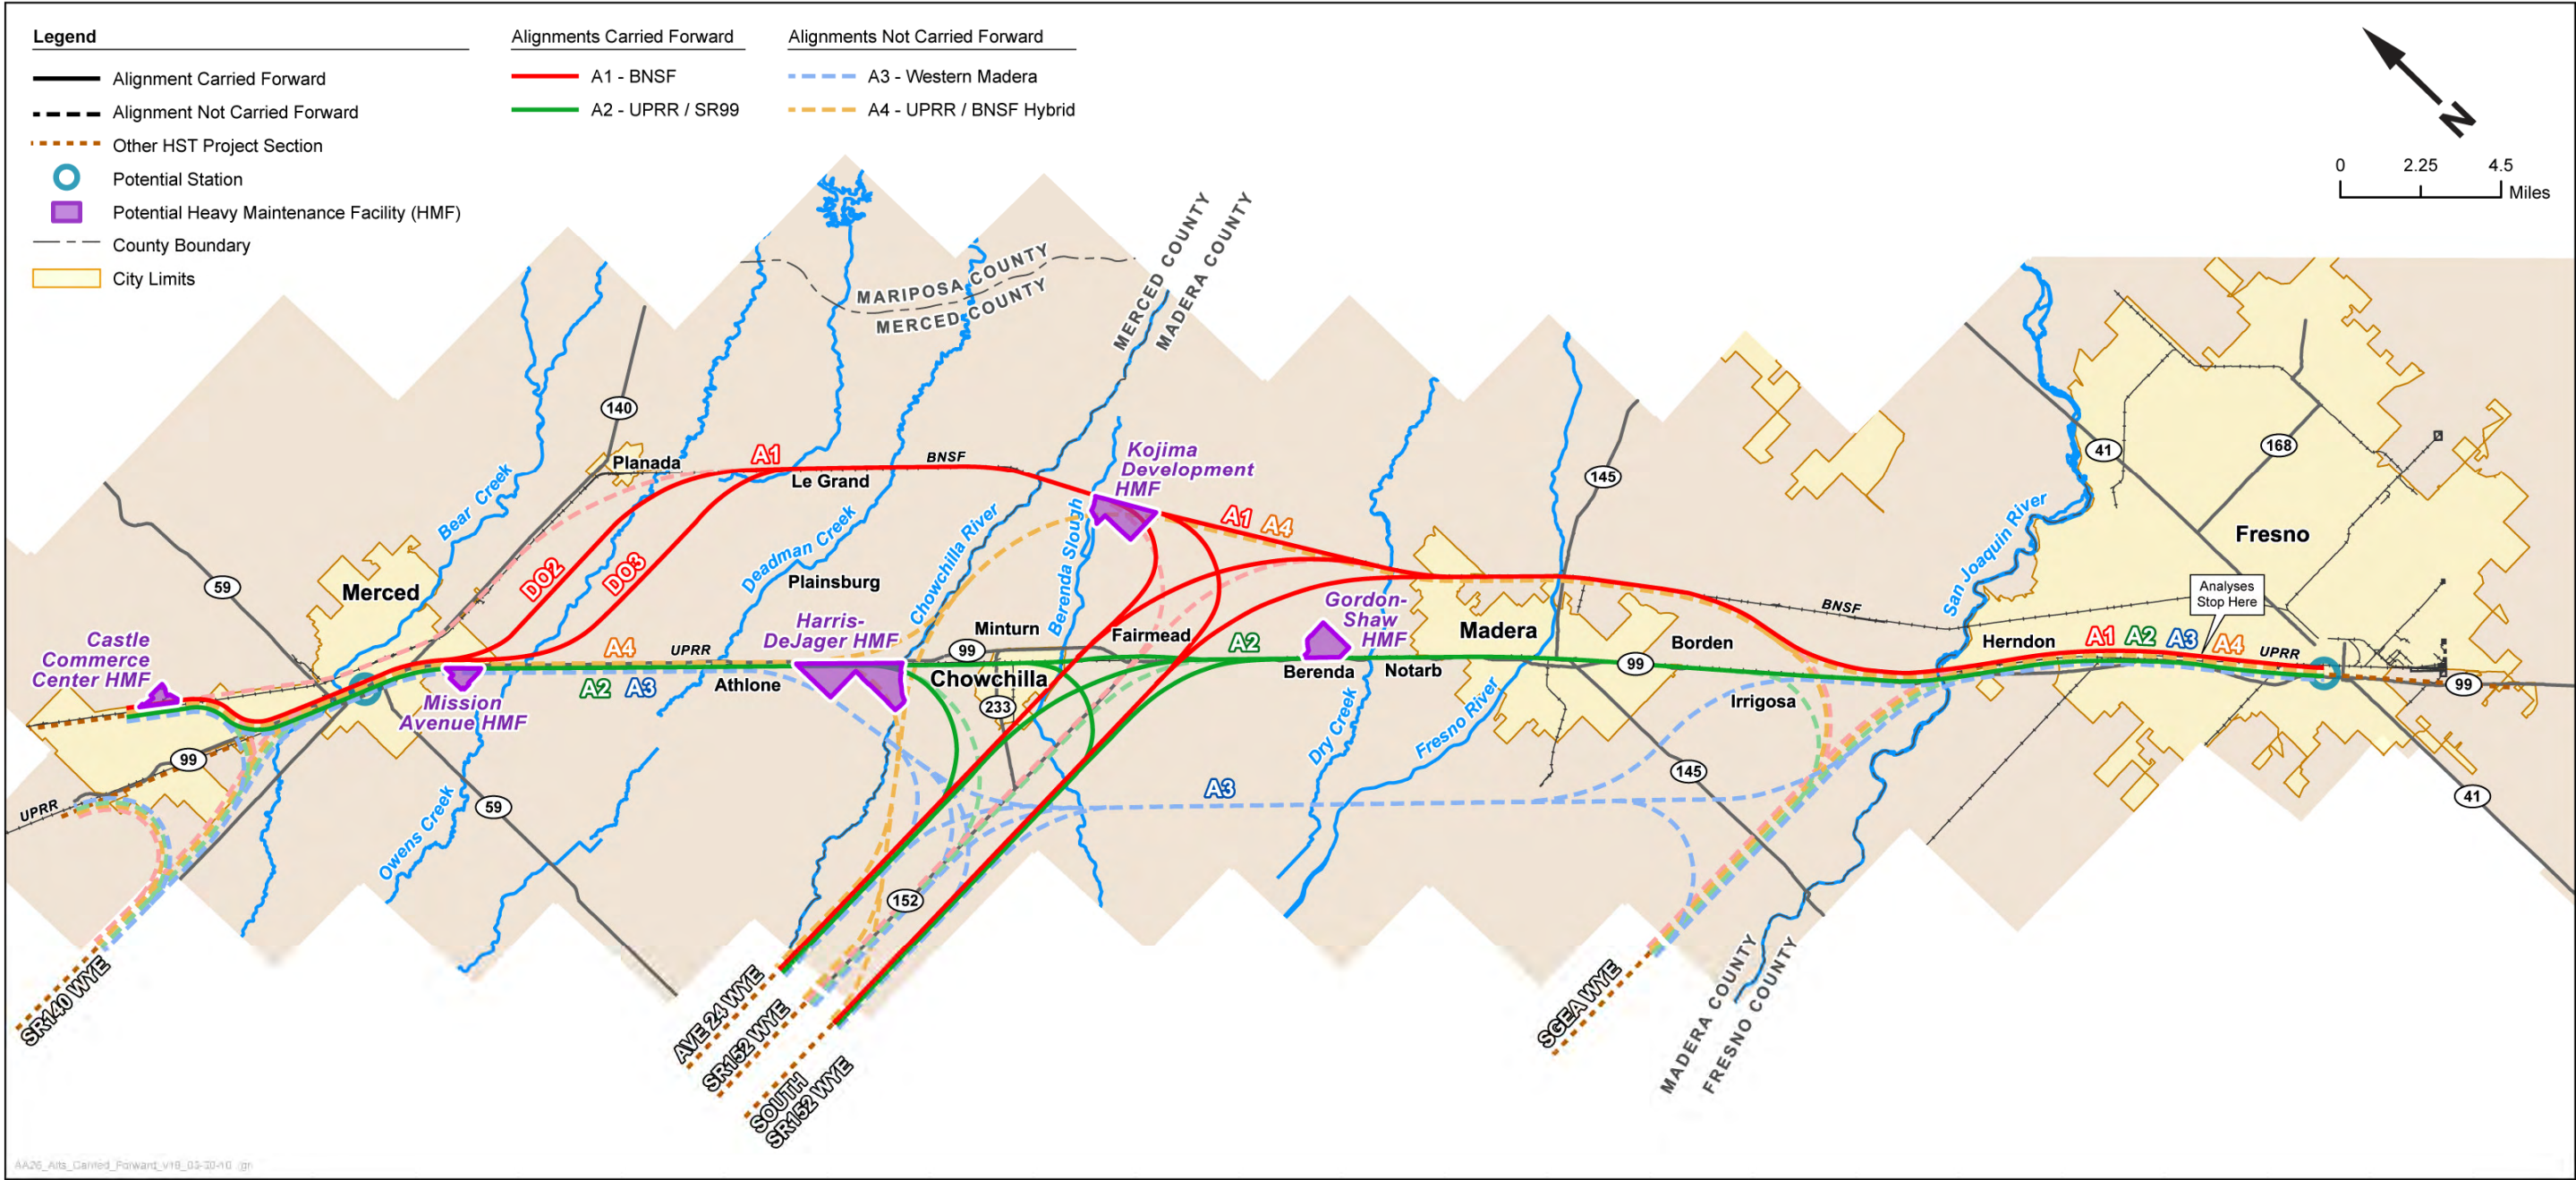 Legend
Alignment Carried Forward
Alignment Not Carried Forward
Other HST Project Section
Potential Station
Potential Heavy Maintenance Facility (HMF)
County Boundary
City Limits
Alignments Carried Forward
A1 - BNSF
A2 - UPRR / SR99
Alignments Not Carried Forward
A3 - Western Madera
A4 - UPRR / BNSF Hybrid
N
0 2.25 4.5
Miles
MARIPOSA COUNTY
MERCED COUNTY
MERCED COUNTY
MADERA COUNTY
140
Planada
A1
BNSF
Le Grand
Kojima
Development
HMF
A1 A4
145
41
168
Fresno
Bear Creek
Deadman Creek
Chowchilla River
Berenda Slough
San Joaquin River
59
Merced
DO2
DO3
Plainsburg
Analyses
Stop Here
BNSF
Castle
Commerce
Center HMF
Harris-
DeJager HMF
Minturn
Fairmead
Gordon-
Shaw
HMF
Madera
Borden
Herndon
A1 A2 A3 A4
UPRR
A4
UPRR
99
A2
Berenda
Notarb
99
99
A2 A3
Athlone
Chowchilla
233
Irrigosa
Mission
Avenue HMF
99
UPRR
59
Owens Creek
Dry Creek
Fresno River
A3
145
41
152
SR140 WYE
AVE 24 WYE
SR152 WYE
SOUTH
SR152 WYE
SGEA WYE
MADERA COUNTY
FRESNO COUNTY